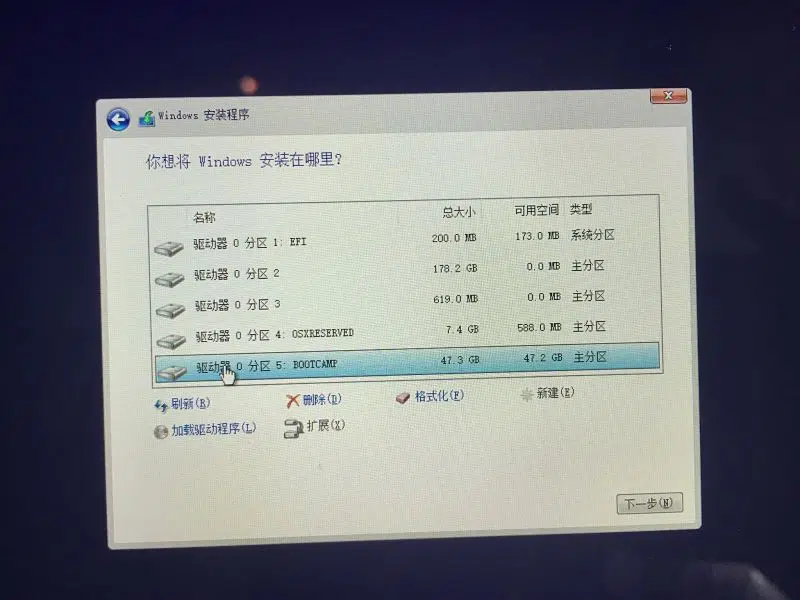 Windows 安装程序
你想将 Windows 安装在哪里?
名称 总大小 可用空间 类型
驱动器 0 分区 1: EFI 200.0 MB 173.0 MB 系统分区
驱动器 0 分区 2 178.2 GB 0.0 MB 主分区
驱动器 0 分区 3 619.0 MB 0.0 MB 主分区
驱动器 0 分区 4: OSXRESERVED 7.4 GB 588.0 MB 主分区
驱动器 0 分区 5: BOOTCAMP 47.3 GB 47.2 GB 主分区
刷新(R) 删除(D) 格式化(F) 新建(E)
加载驱动程序(L) 扩展(X)
下一步(N)